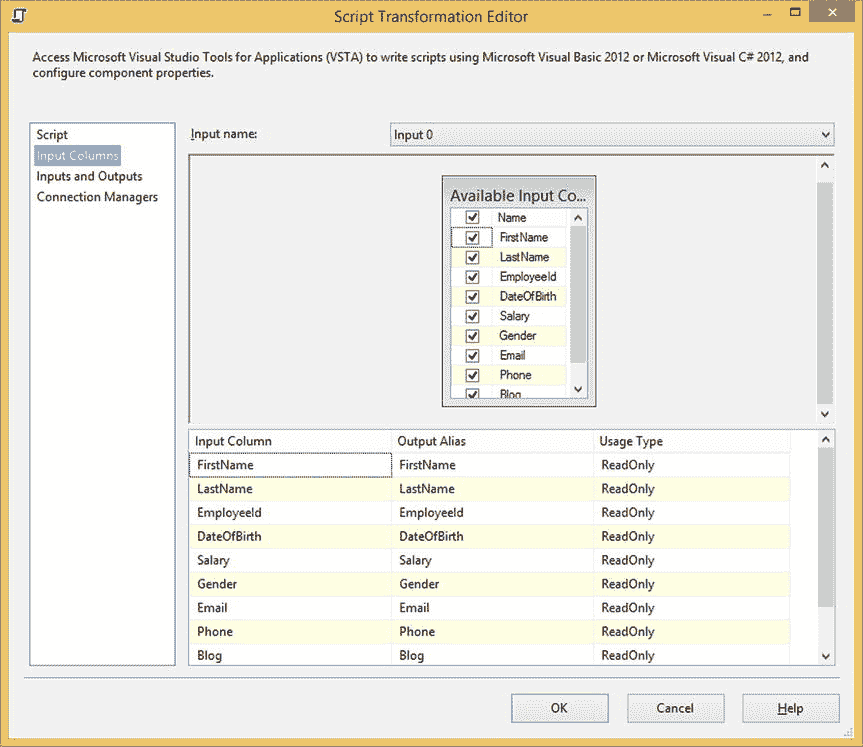 Script Transformation Editor
Access Microsoft Visual Studio Tools for Applications (VSTA) to write scripts using Microsoft Visual Basic 2012 or Microsoft Visual C# 2012, and
configure component properties.
Script
Input Columns
Inputs and Outputs
Connection Managers
Input name:
Input 0
Available Input Co...
Name
FirstName
LastName
EmployeeId
DateOfBirth
Salary
Gender
Email
Phone
Blog
Input Column Output Alias Usage Type
FirstName FirstName ReadOnly
LastName LastName ReadOnly
EmployeeId EmployeeId ReadOnly
DateOfBirth DateOfBirth ReadOnly
Salary Salary ReadOnly
Gender Gender ReadOnly
Email Email ReadOnly
Phone Phone ReadOnly
Blog Blog ReadOnly
OK Cancel Help